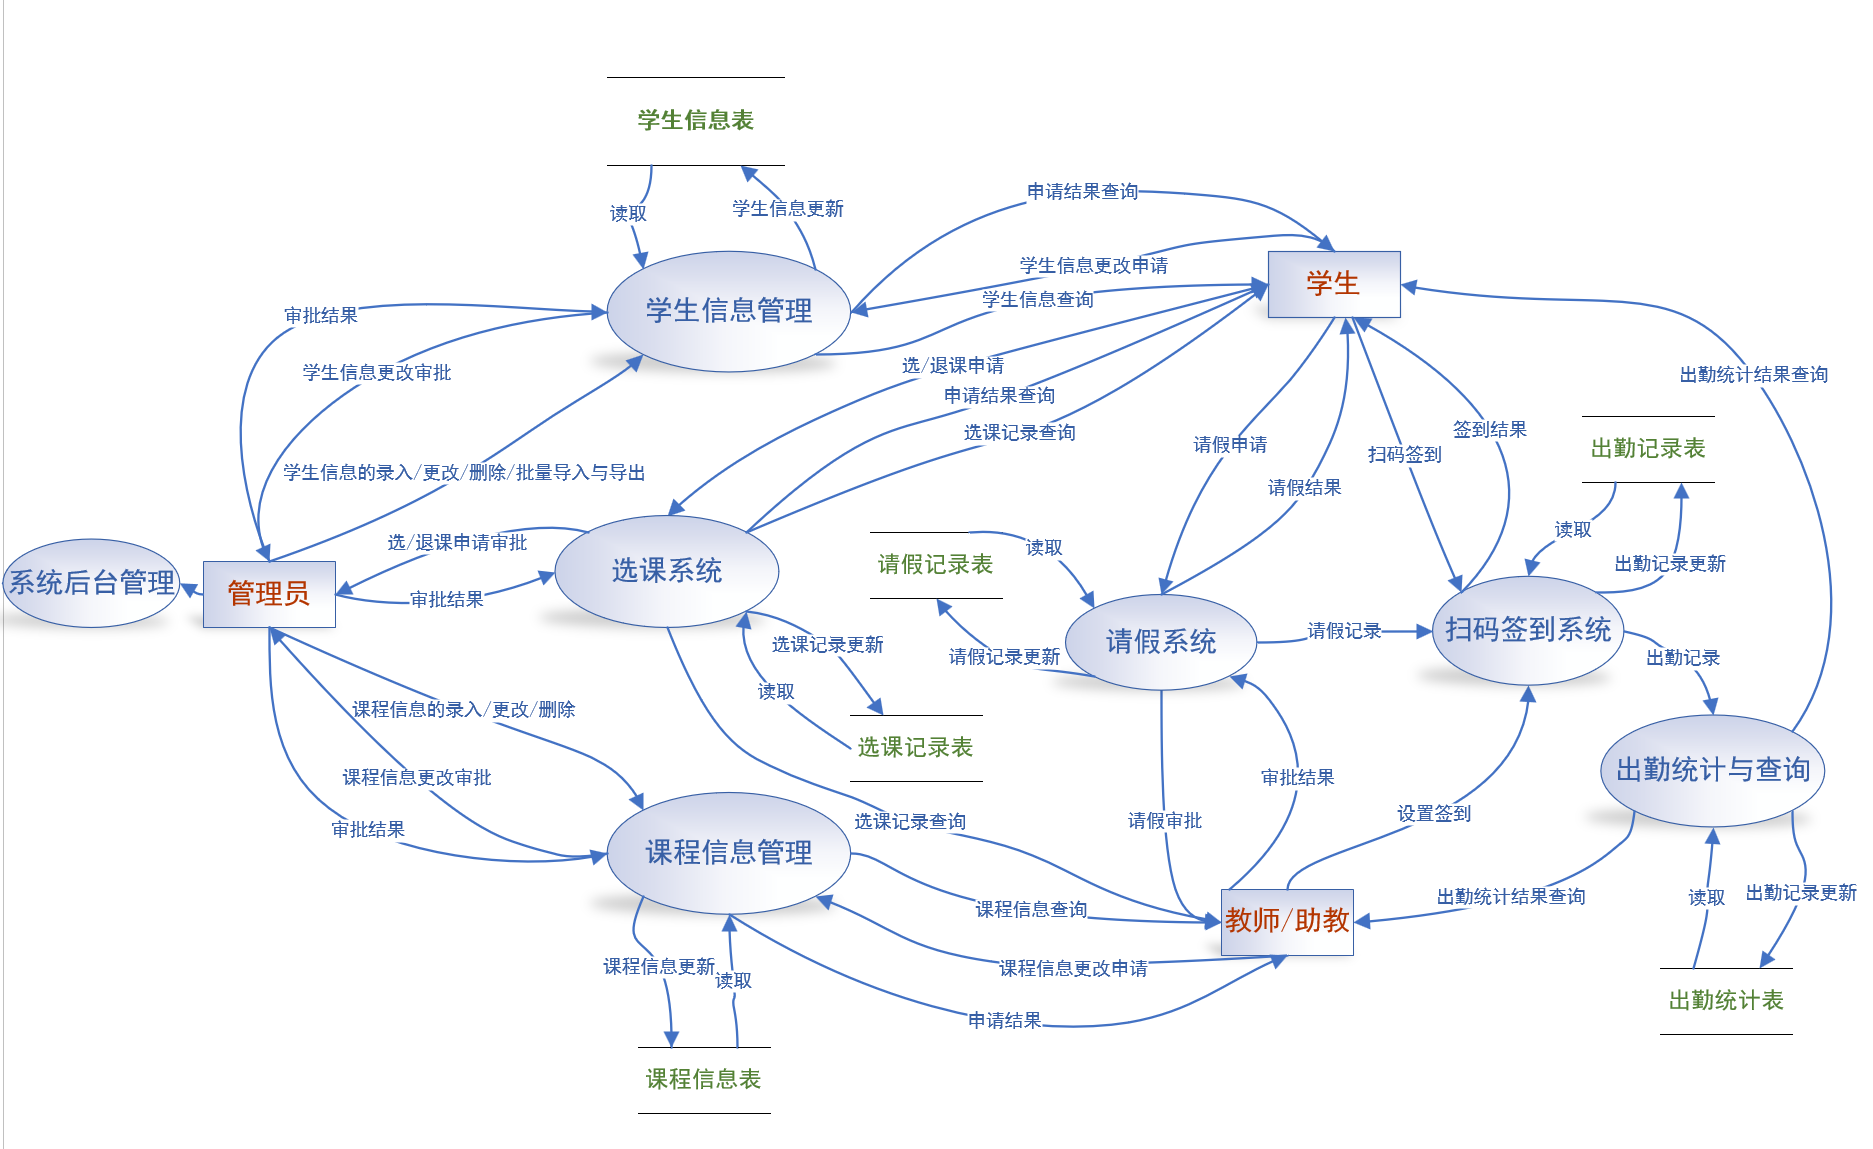 学生信息表
申请结果查询
学生信息更新
读取
学生信息更改申请
学生
学生信息查询
学生信息管理
审批结果
选/退课申请
学生信息更改审批
出勤统计结果查询
申请结果查询
签到结果
选课记录查询
请假申请
扫码签到
出勤记录表
学生信息的录入/更改/删除/批量导入与导出
请假结果
读取
选/退课申请审批
读取
请假记录表
出勤记录更新
选课系统
系统后台管理
管理员
审批结果
请假记录
扫码签到系统
请假系统
选课记录更新
请假记录更新
出勤记录
读取
课程信息的录入/更改/删除
选课记录表
出勤统计与查询
课程信息更改审批
审批结果
设置签到
选课记录查询
请假审批
审批结果
课程信息管理
读取
出勤记录更新
出勤统计结果查询
课程信息查询
教师/助教
课程信息更新
课程信息更改申请
读取
出勤统计表
申请结果
课程信息表